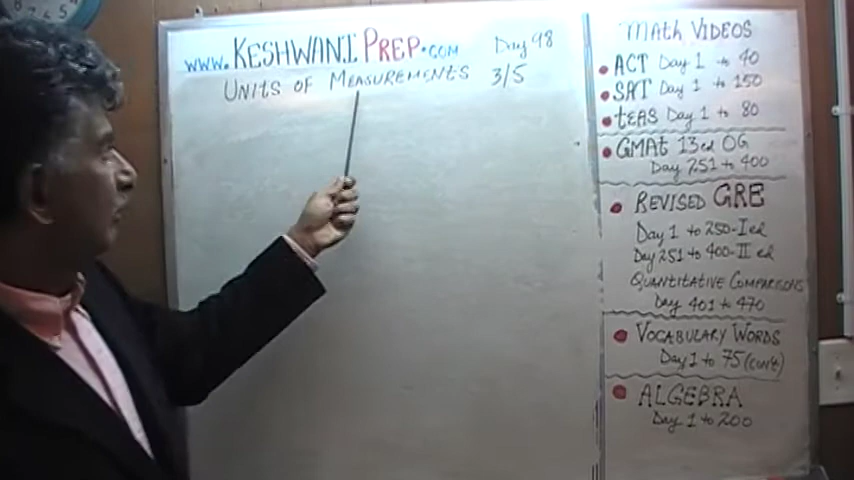 www.KESHWANIPREP.COM Day 98
UNITS OF MEASUREMENTS 3/5
MATH VIDEOS
ACT Day 1 to 40
SAT Day 1 to 150
tEAS Day 1 to 80
GMAt 13ed OG
Day 251 to 400
REVISED GRE
Day 1 to 250-I ed
Day 251 to 400-II ed
QUANTITATIVE COMPARISONS
Day 401 to 470
VOCABULARY WORDS
Day 1 to 75 (con't)
ALGEBRA
Day 1 to 200